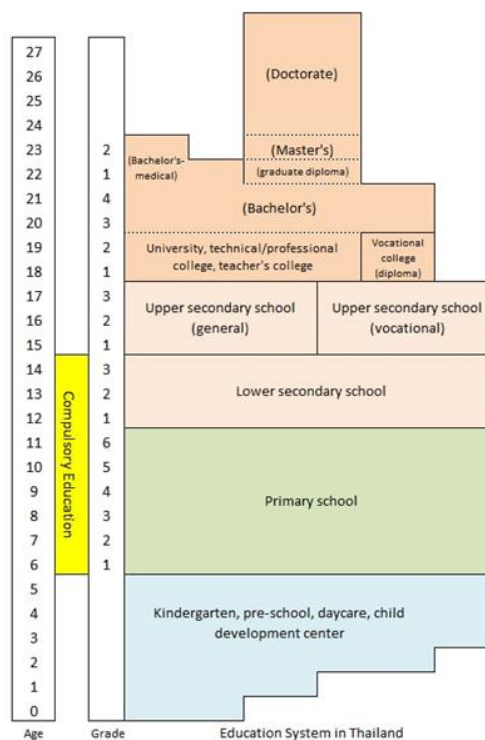 27
26
25
24
23
22
21
20
19
18
17
16
15
14
13
12
11
10
9
8
7
6
5
4
3
2
1
0
Age
Compulsory Education
2
1
4
3
2
1
3
2
1
3
2
1
6
5
4
3
2
1
Grade
(Doctorate)
(Master's)
(graduate diploma)
(Bachelor's-
medical)
(Bachelor's)
University, technical/professional
college, teacher's college
Vocational
college
(diploma)
Upper secondary school
(general)
Upper secondary school
(vocational)
Lower secondary school
Primary school
Kindergarten, pre-school, daycare, child
development center
Education System in Thailand